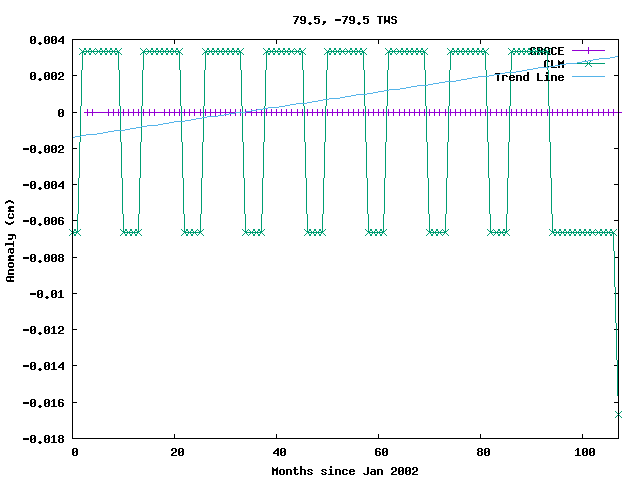 79.5, -79.5 TWS
GRACE
CLM
Trend Line
0.004
0.002
0
-0.002
-0.004
-0.006
-0.008
-0.01
-0.012
-0.014
-0.016
-0.018
Anomaly (cm)
0 20 40 60 80 100
Months since Jan 2002